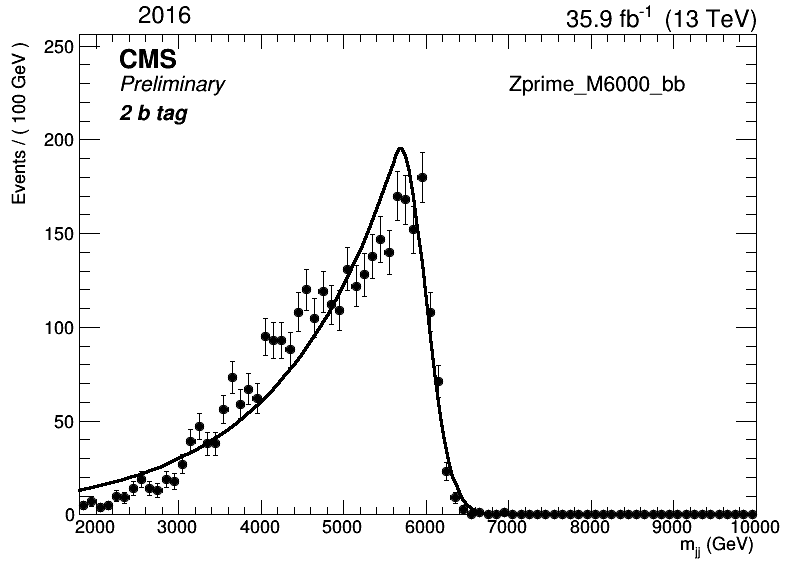 2016 35.9 fb⁻¹ (13 TeV)
CMS
Preliminary
2 b tag
Zprime_M6000_bb
Events / ( 100 GeV )
250
200
150
100
50
0
2000 3000 4000 5000 6000 7000 8000 9000 10000
m_jj (GeV)